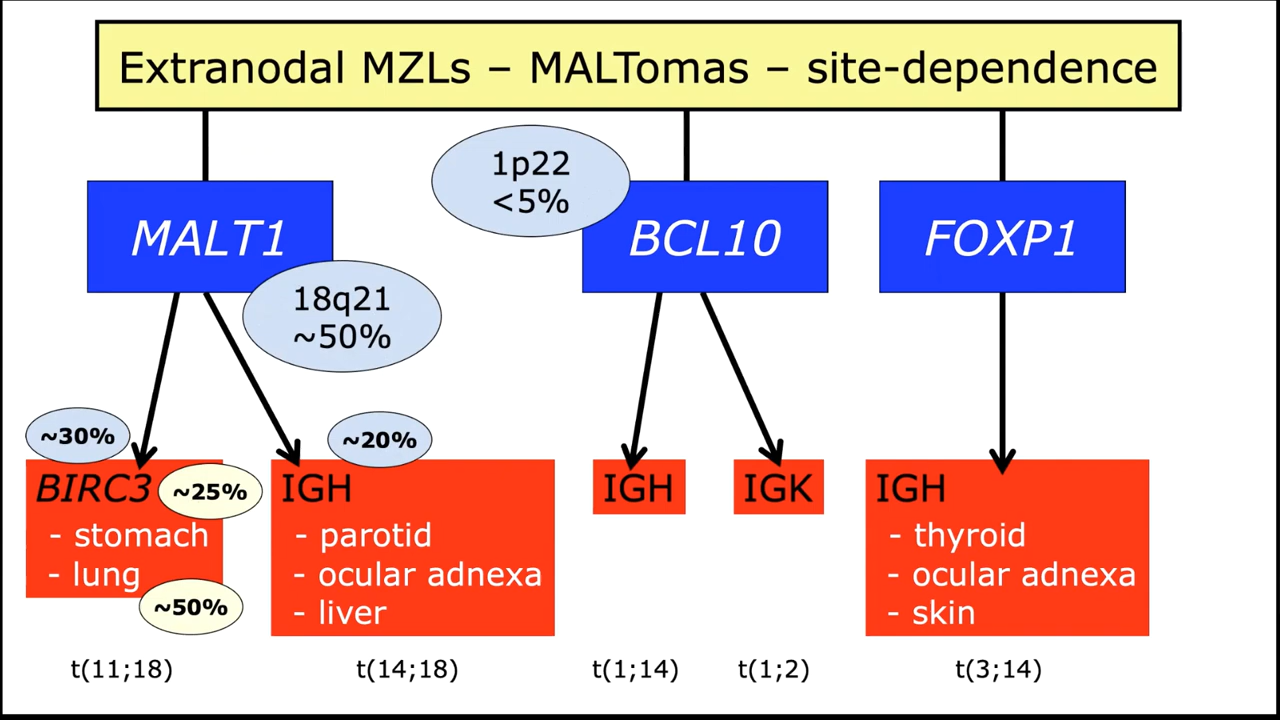 Extranodal MZLs – MALTomas – site-dependence
1p22
<5%
MALT1
BCL10
FOXP1
18q21
~50%
~30%
~20%
BIRC3
~25%
IGH
IGH
IGK
IGH
- stomach
- lung
~50%
- parotid
- ocular adnexa
- liver
- thyroid
- ocular adnexa
- skin
t(11;18)
t(14;18)
t(1;14)
t(1;2)
t(3;14)